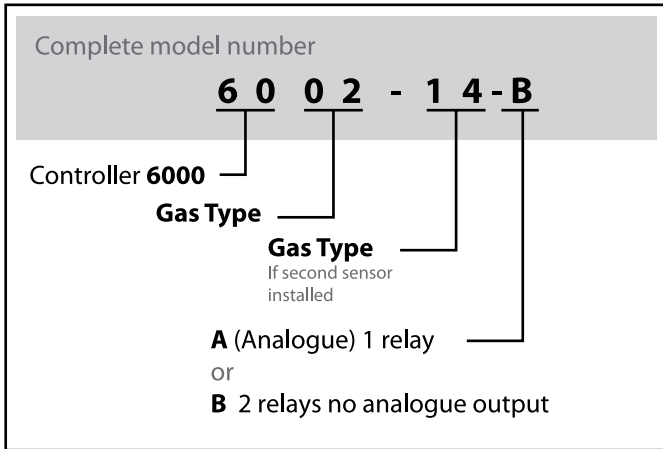 Complete model number
6 0 0 2 - 1 4 - B
Controller 6000
Gas Type
Gas Type
If second sensor
installed
A (Analogue) 1 relay
or
B 2 relays no analogue output